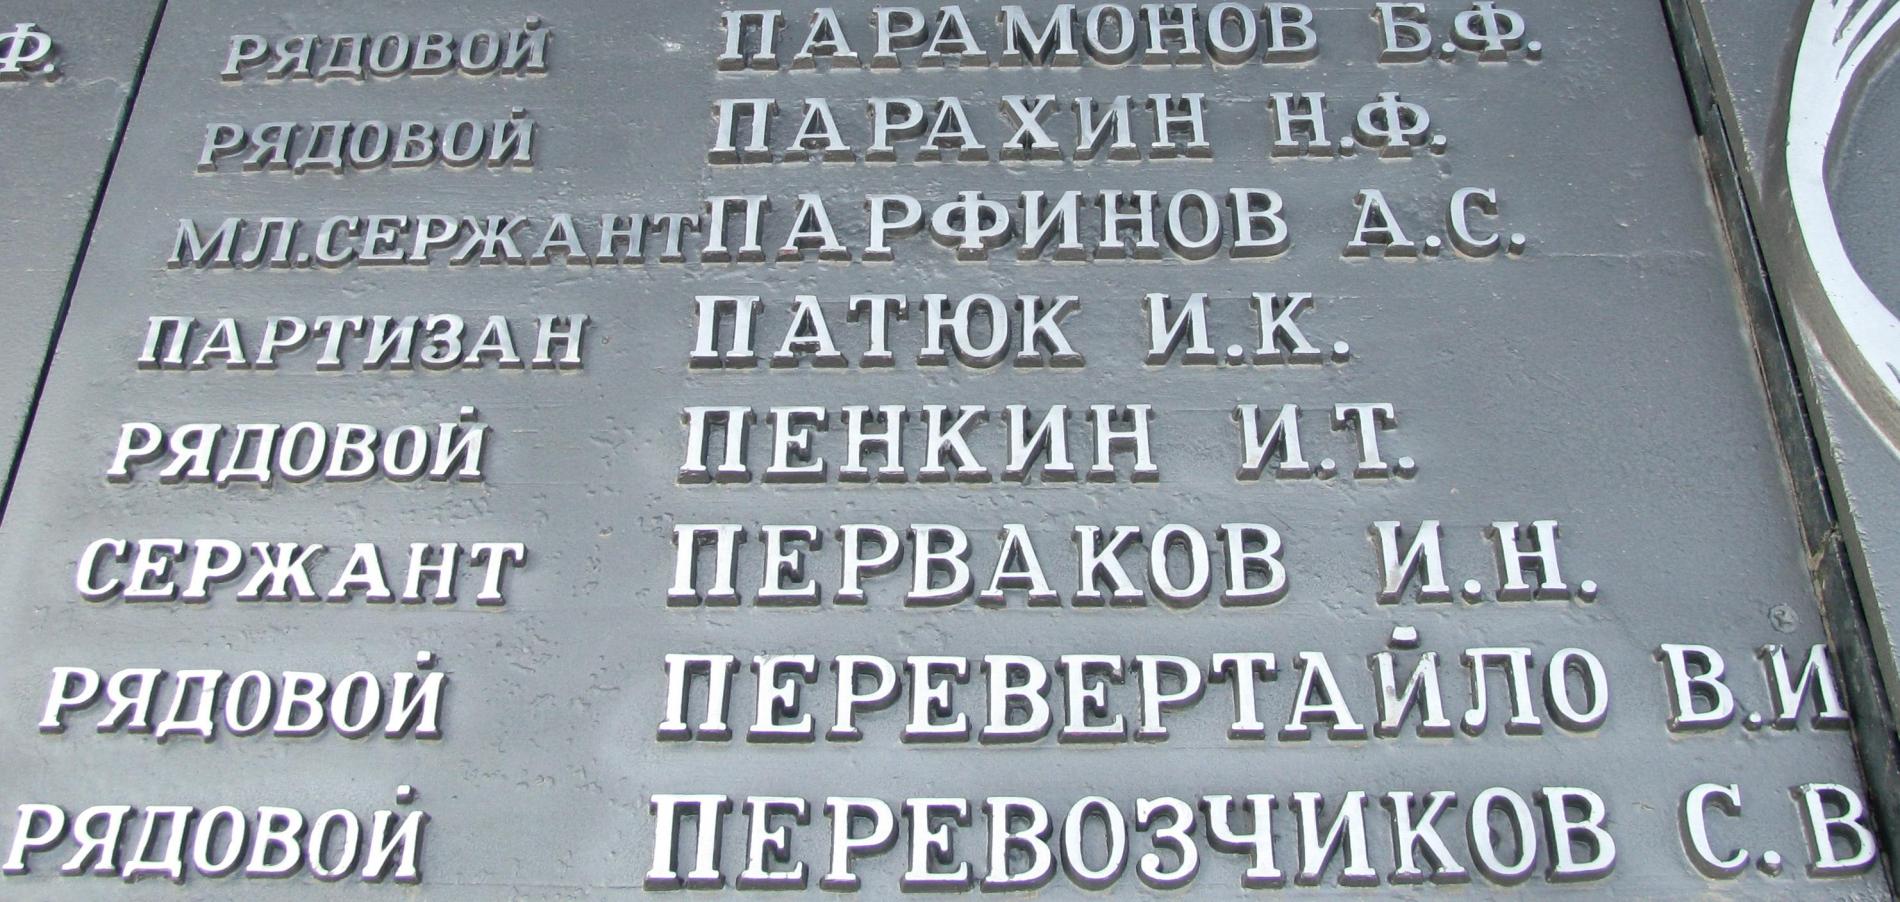 Ф.
РЯДОВОЙ ПАРАМОНОВ Б.Ф.
РЯДОВОЙ ПАРАХИН Н.Ф.
МЛ.СЕРЖАНТ ПАРФИНОВ А.С.
ПАРТИЗАН ПАТЮК И.К.
РЯДОВОЙ ПЕНКИН И.Т.
СЕРЖАНТ ПЕРВАКОВ И.Н.
РЯДОВОЙ ПЕРЕВЕРТАЙЛО В.И
РЯДОВОЙ ПЕРЕВОЗЧИКОВ С.В